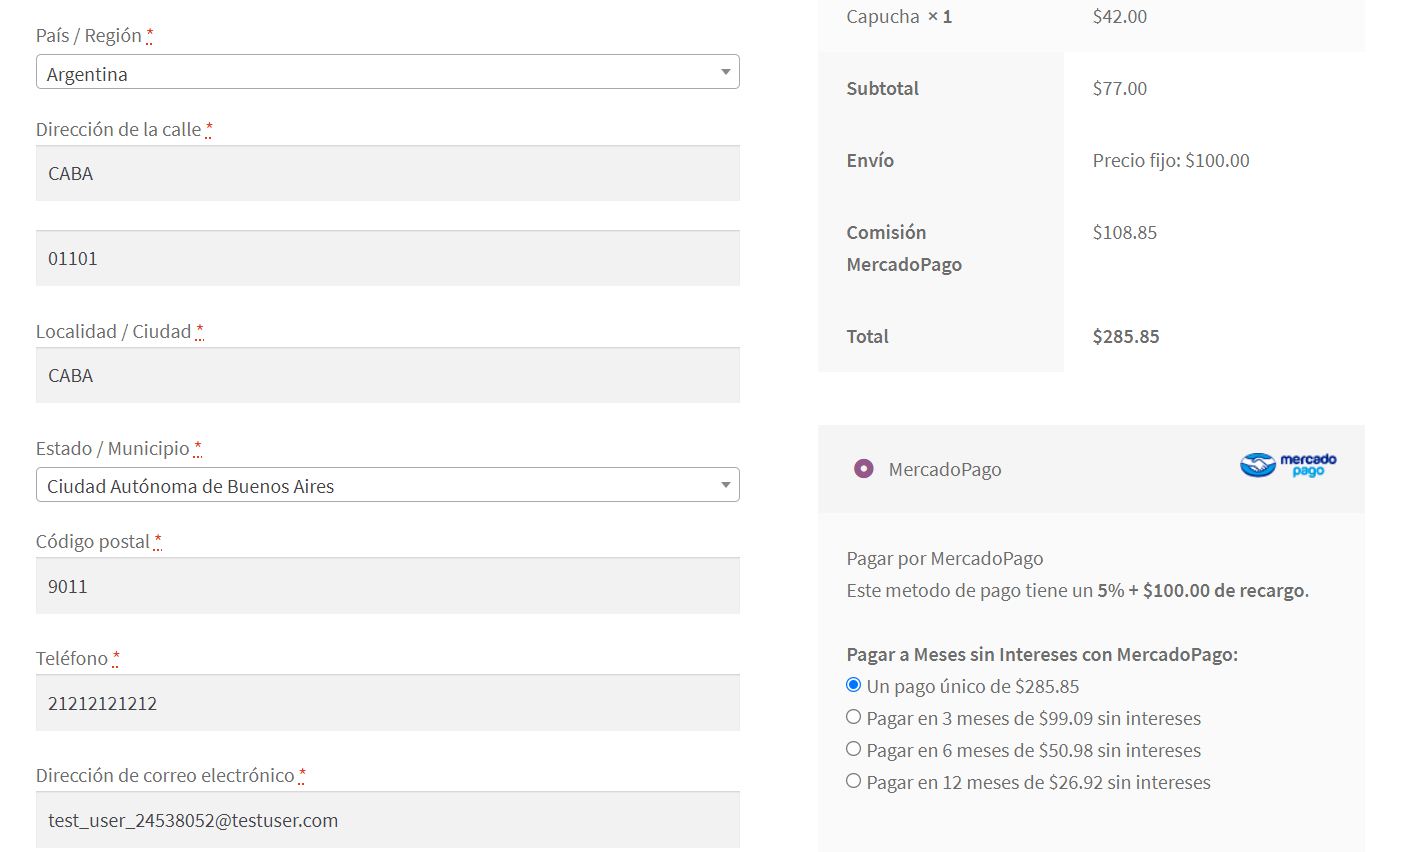 País / Región *
Argentina
Dirección de la calle *
CABA
01101
Localidad / Ciudad *
CABA
Estado / Municipio *
Ciudad Autónoma de Buenos Aires
Código postal *
9011
Teléfono *
21212121212
Dirección de correo electrónico *
test_user_24538052@testuser.com
Capucha × 1 $42.00
Subtotal $77.00
Envío Precio fijo: $100.00
Comisión $108.85
MercadoPago
Total $285.85
MercadoPago
mercado
pago
Pagar por MercadoPago
Este metodo de pago tiene un 5% + $100.00 de recargo.
Pagar a Meses sin Intereses con MercadoPago:
Un pago único de $285.85
Pagar en 3 meses de $99.09 sin intereses
Pagar en 6 meses de $50.98 sin intereses
Pagar en 12 meses de $26.92 sin intereses